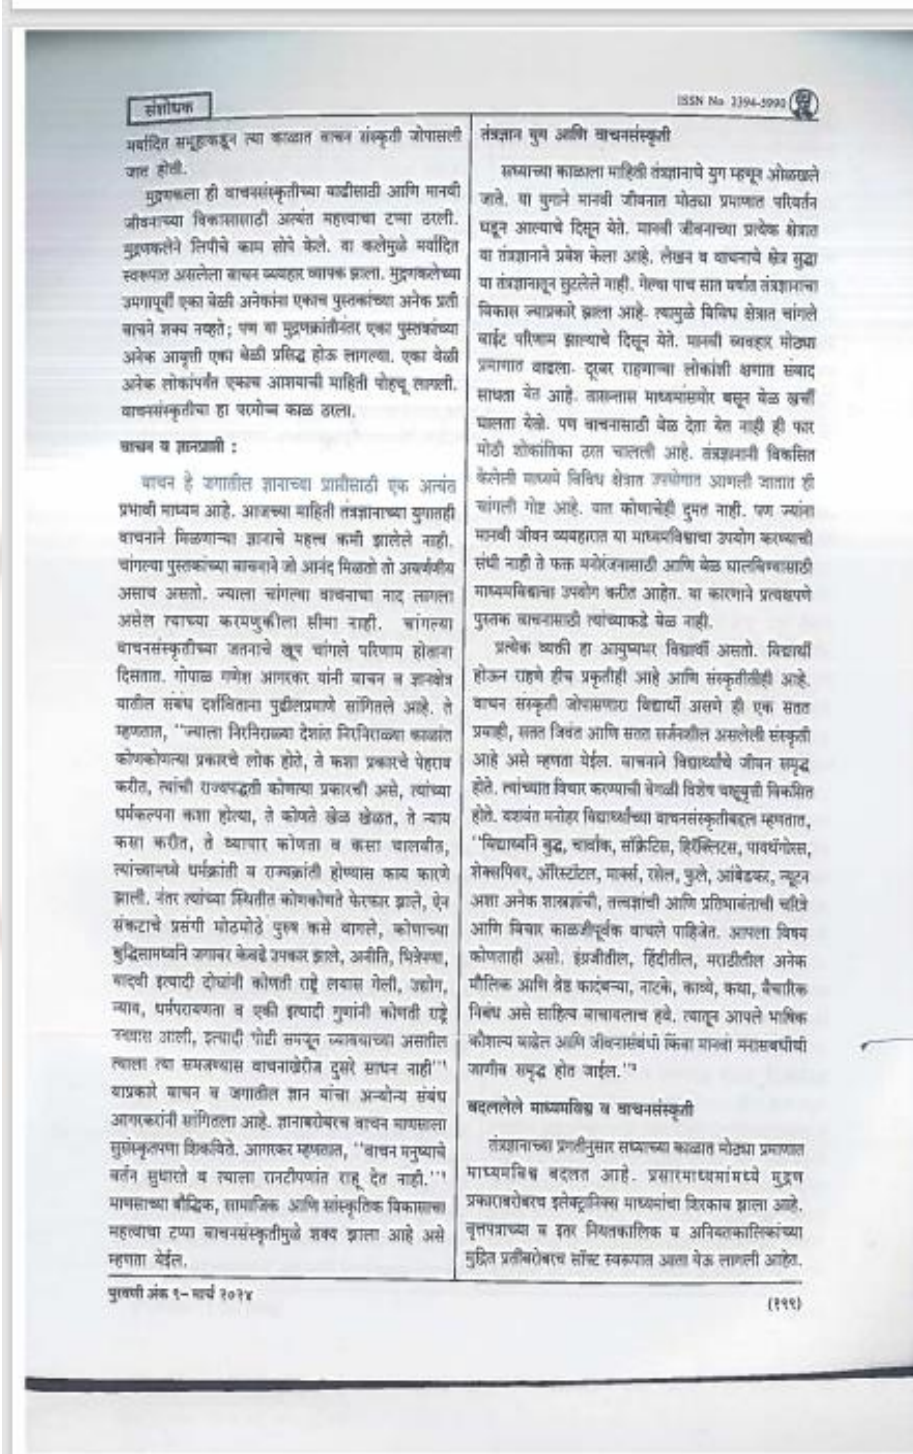 संशोधक
ISSN No. 2394-5990
मर्यादित समूहाकडून त्या काळात वाचन संस्कृती जोपासली
जात होती.
मुद्रणकला ही वाचनसंस्कृतीच्या वाढीसाठी आणि मानवी
जीवनाच्या विकासासाठी अत्यंत महत्त्वाचा टप्पा ठरली.
मुद्रणकलेने लिपीचे काम सोपे केले. या कलेमुळे मर्यादित
स्वरूपात असलेला वाचन व्यवहार व्यापक झाला. मुद्रणकलेच्या
उगमापूर्वी एका वेळी अनेकांना एकाच पुस्तकांच्या अनेक प्रती
वाचने शक्य नव्हते; पण या मुद्रणक्रांतीनंतर एका पुस्तकांच्या
अनेक आवृत्ती एका वेळी प्रसिद्ध होऊ लागल्या. एका वेळी
अनेक लोकांपर्यंत एकाच आशयाची माहिती पोहचू लागली.
वाचनसंस्कृतीचा हा परमोच्च काळ ठरला.
वाचन व ज्ञानप्राप्ती :
वाचन हे जगातील ज्ञानाच्या प्राप्तीसाठी एक अत्यंत
प्रभावी माध्यम आहे. आजच्या माहिती तंत्रज्ञानाच्या युगातही
वाचनाने मिळणाऱ्या ज्ञानाचे महत्त्व कमी झालेले नाही.
चांगल्या पुस्तकांच्या वाचनाने जो आनंद मिळतो तो अवर्णनीय
असाच असतो. ज्याला चांगल्या वाचनाचा नाद लागला
असेल त्याच्या करमणुकीला सीमा नाही. चांगल्या
वाचनसंस्कृतीच्या जतनाचे खूप चांगले परिणाम होताना
दिसतात. गोपाळ गणेश आगरकर यांनी वाचन व ज्ञानक्षेत्र
यातील संबंध दर्शविताना पुढीलप्रमाणे सांगितले आहे. ते
म्हणतात, ''ज्याला निरनिराळ्या देशांत निरनिराळ्या काळांत
कोणकोणत्या प्रकारचे लोक होते, ते कशा प्रकारचे पेहराव
करीत, त्यांची राज्यपद्धती कोणत्या प्रकारची असे, त्यांच्या
धर्मकल्पना कशा होत्या, ते कोणते खेळ खेळत, ते न्याय
कसा करीत, ते व्यापार कोणता व कसा चालवीत,
त्यांच्यामध्ये धर्मक्रांती व राज्यक्रांती होण्यास काय कारणे
झाली. नंतर त्यांच्या स्थितीत कोणकोणते फेरफार झाले, ऐन
संकटाचे प्रसंगी मोठमोठे पुरुष कसे वागले, कोणाच्या
बुद्धिसामर्थ्याने जगावर केवढे उपकार झाले, अनीति, भित्रेपणा,
यादवी इत्यादी दोषांनी कोणती राष्ट्रे लयास गेली, उद्योग,
न्याय, धर्मपरायणता व एकी इत्यादी गुणांनी कोणती राष्ट्रे
आली, इत्यादी गोष्टी समजून घ्यावयाच्या असतील
त्याला त्या समजण्यास वाचनाखेरीज दुसरे साधन नाही''¹
याप्रकारे वाचन व जगातील ज्ञान यांचा अन्योन्य संबंध
आगरकरांनी सांगितला आहे. ज्ञानाबरोबरच वाचन माणसाला
सुसंस्कृतपणा शिकविते. आगरकर म्हणतात, ''वाचन मनुष्याचे
वर्तन सुधारते व त्याला रानटीपणांत राहू देत नाही.''
माणसाच्या बौद्धिक, सामाजिक आणि सांस्कृतिक विकासाचा
महत्वाचा टप्पा वाचनसंस्कृतीमुळे शक्य झाला आहे असे
म्हणता येईल.
तंत्रज्ञान युग आणि वाचनसंस्कृती
सध्याच्या काळाला माहिती तंत्रज्ञानाचे युग म्हणून ओळखले
जाते. या युगाने मानवी जीवनात मोठ्या प्रमाणात परिवर्तन
घडून आल्याचे दिसून येते. मानवी जीवनाच्या प्रत्येक क्षेत्रात
या तंत्रज्ञानाने प्रवेश केला आहे. लेखन व वाचनाचे क्षेत्र सुद्धा
या तंत्रज्ञानातून सुटलेले नाही. गेल्या पाच सात वर्षात तंत्रज्ञानाचा
विकास ज्याप्रकारे झाला आहे. त्यामुळे विविध क्षेत्रात चांगले
वाईट परिणाम झाल्याचे दिसून येते. मानवी व्यवहार मोठ्या
प्रमाणात वाढला. दूरवर राहणाऱ्या लोकांशी क्षणात संवाद
साधता येत आहे. तासन्तास माध्यमांसमोर बसून वेळ खर्ची
घालता येतो. पण वाचनासाठी वेळ देता येत नाही ही फार
मोठी शोकांतिका ठरत चालली आहे. तंत्रज्ञानानी विकसित
केलेली माध्यमे विविध क्षेत्रात उपयोगात आणली जातात ही
चांगली गोष्ट आहे. यात कोणाचेही दुमत नाही. पण ज्यांना
मानवी जीवन व्यवहारात या माध्यमविश्वाचा उपयोग करण्याची
संधी नाही ते फक्त मनोरंजनासाठी आणि वेळ घालविण्यासाठी
माध्यमविश्वाचा उपयोग करीत आहेत. या कारणाने प्रत्यक्षपणे
पुस्तक वाचनासाठी त्यांच्याकडे वेळ नाही.
प्रत्येक व्यक्ती हा आयुष्यभर विद्यार्थी असतो. विद्यार्थी
होऊन राहणे हीच प्रकृतीही आहे आणि संस्कृतीतीही आहे.
वाचन संस्कृती जोपासणारा विद्यार्थी असणे ही एक सतत
प्रवाही, सतत जिवंत आणि सतत सर्जनशील असलेली संस्कृती
आहे असे म्हणता येईल. वाचनाने विद्यार्थ्यांचे जीवन समृद्ध
होते. त्यांच्यात विचार करण्याची वेगळी विशेष विकसित
होते. यशवंत मनोहर विद्यार्थ्यांच्या वाचनसंस्कृतीबद्दल म्हणतात,
''विद्यार्थ्याने बुद्ध, चार्वाक, सॉक्रेटिस, हिरॅक्लिटस, पायथॅगोरस,
शेक्सपिअर, ॲरिस्टॉटल, मार्क्स, रसेल, फुले, आंबेडकर, न्यूटन
अशा अनेक शास्त्रज्ञांची, तत्त्वज्ञांची आणि प्रतिभावंताची चरित्रे
आणि विचार काळजीपूर्वक वाचले पाहिजेत. आपला विषय
कोणताही असो. इंग्रजीतील, हिंदीतील, मराठीतील अनेक
मौलिक आणि श्रेष्ठ कादंबऱ्या, नाटके, काव्ये, कथा, वैचारिक
निबंध असे साहित्य वाचायलाच हवे. त्यातून आपले भाषिक
कौशल्य वाढेल आणि जीवनासंबंधी किंवा मानवी
जाणीव समृद्ध होत जाईल.''³
बदललेले माध्यमविश्व व वाचनसंस्कृती
तंत्रज्ञानाच्या प्रगतीनुसार सध्याच्या काळात मोठ्या प्रमाणात
माध्यमविश्व बदलत आहे. प्रसारमाध्यमांमध्ये मुद्रण
प्रकाराबरोबरच इलेक्ट्रानिक्स माध्यमांचा शिरकाव झाला आहे.
वृत्तपत्राच्या व इतर नियतकालिक व अनियतकालिकांच्या
मुद्रित प्रतीबरोबरच सॉफ्ट स्वरूपात आता येऊ लागली आहेत.
पुरवणी अंक १- मार्च २०२४
(१९९)